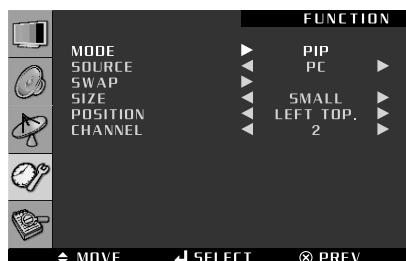 FUNCTION
MODE ▶ PIP
SOURCE ◀ PC ▶
SWAP ▶
SIZE ◀ SMALL ▶
POSITION ◀ LEFT TOP. ▶
CHANNEL ◀ 2 ▶
MOVE SELECT PREV